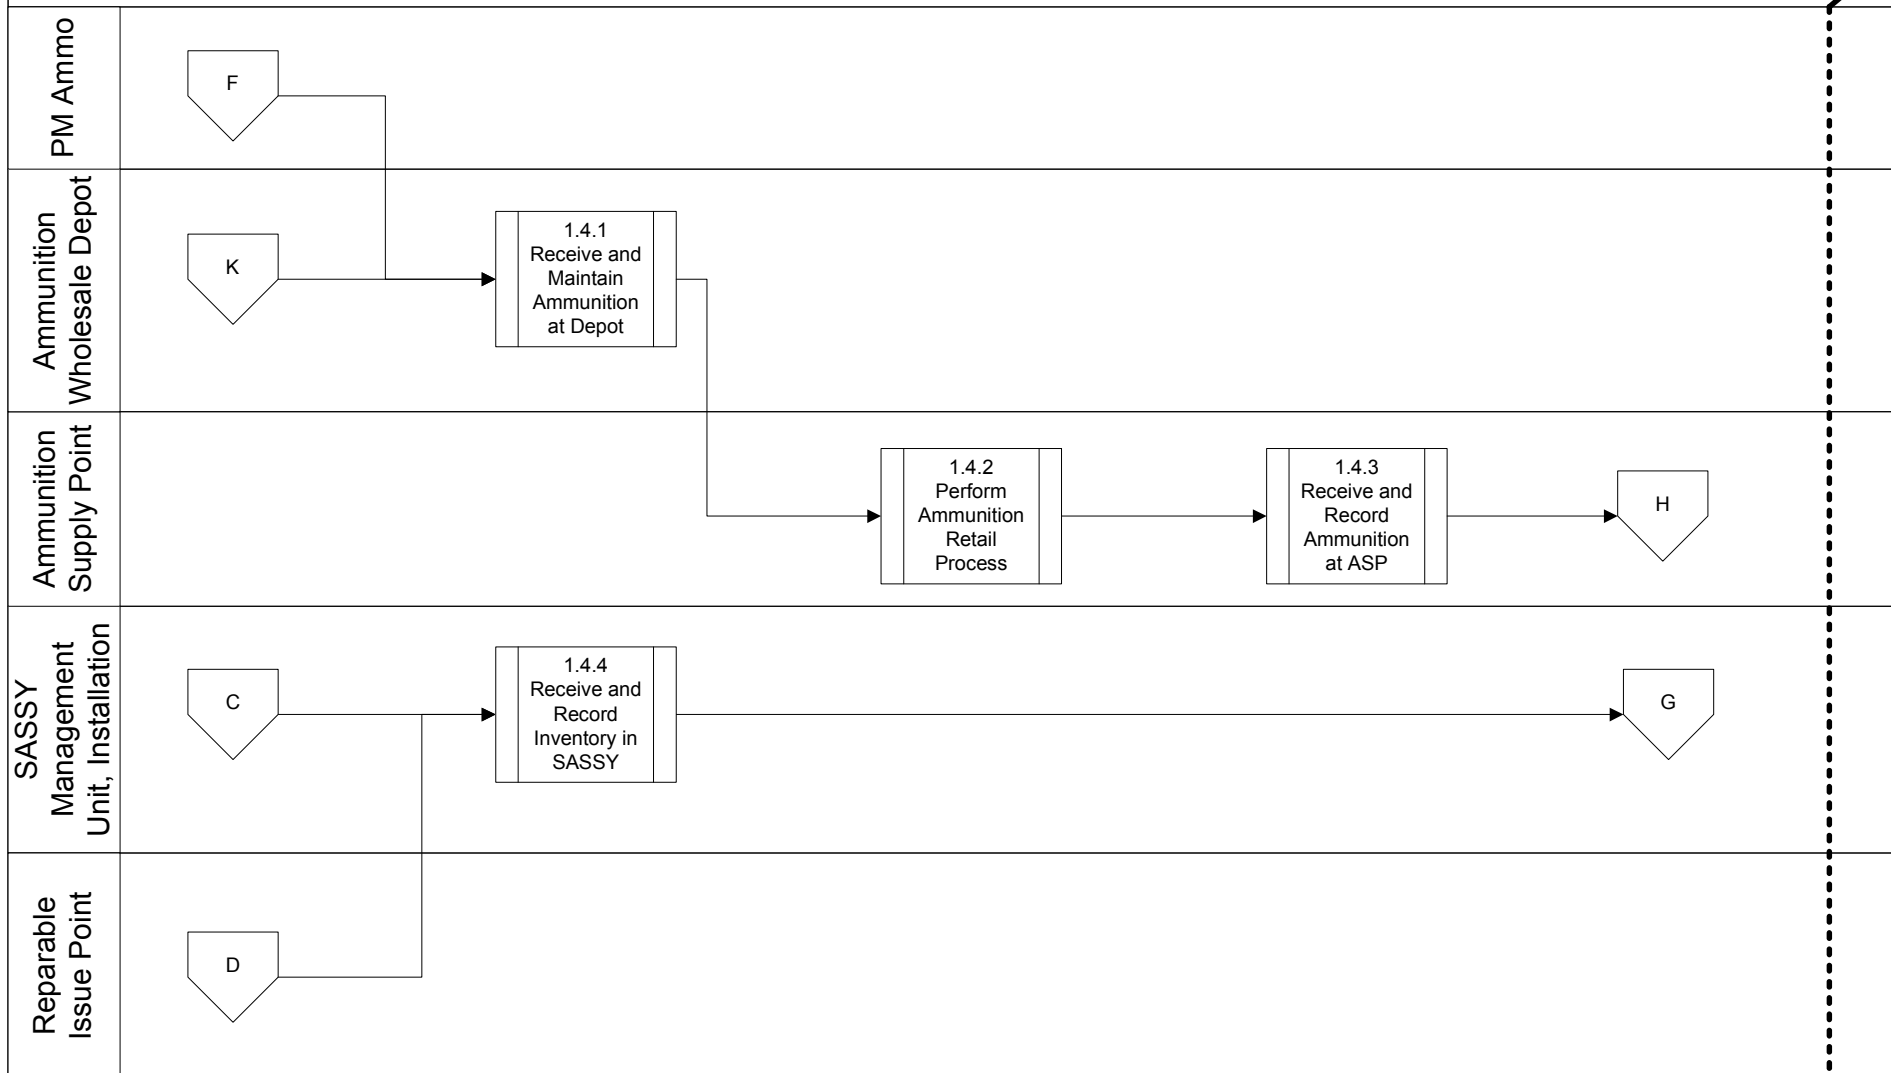 PM Ammo
F
Ammunition
Wholesale Depot
K
1.4.1
Receive and
Maintain
Ammunition
at Depot
Ammunition
Supply Point
1.4.2
Perform
Ammunition
Retail
Process
1.4.3
Receive and
Record
Ammunition
at ASP
H
SASSY
Management
Unit, Installation
C
1.4.4
Receive and
Record
Inventory in
SASSY
G
Reparable
Issue Point
D